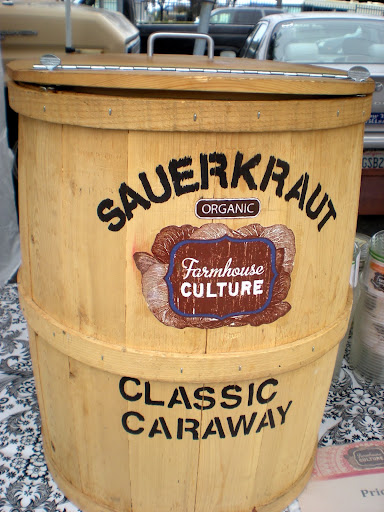 SAUERKRAUT
ORGANIC
Farmhouse
CULTURE
CLASSIC
CARAWAY